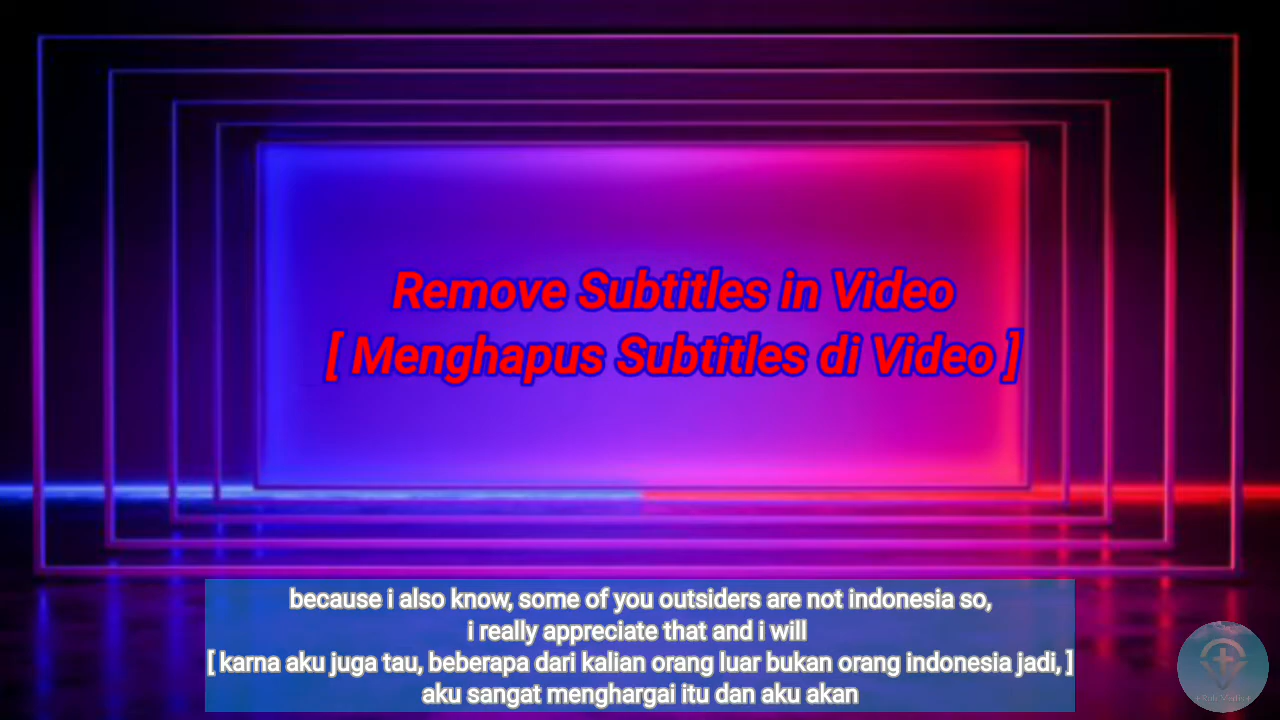 Remove Subtitles in Video
[ Menghapus Subtitles di Video ]
because i also know, some of you outsiders are not indonesia so,
i really appreciate that and i will
[ karna aku juga tau, beberapa dari kalian orang luar bukan orang indonesia jadi, ]
aku sangat menghargai itu dan aku akan